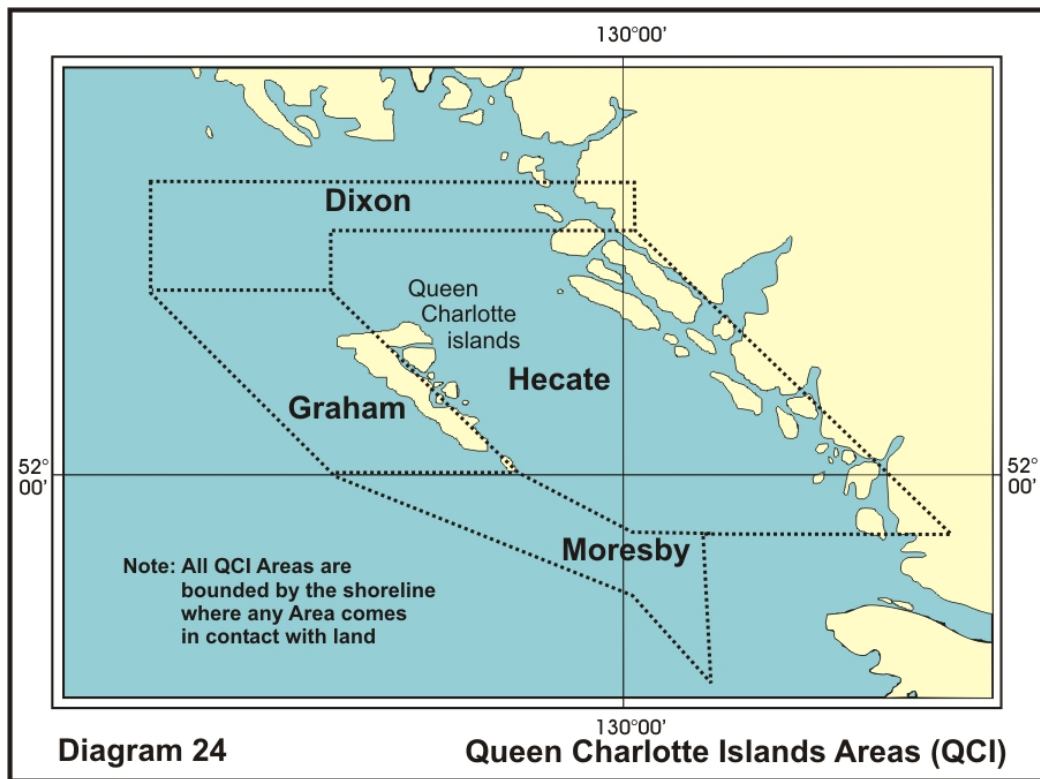 130°00'
Dixon
Queen
Charlotte
islands
Hecate
Graham
52°
00'
52°
00'
Moresby
Note: All QCI Areas are
bounded by the shoreline
where any Area comes
in contact with land
130°00'
Diagram 24
Queen Charlotte Islands Areas (QCI)